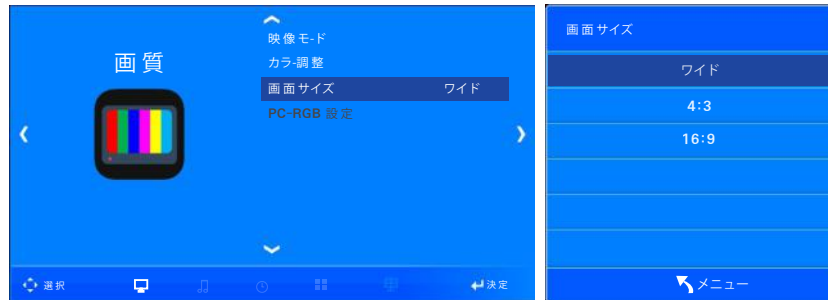 画質
映像モ-ド
カラ-調整
画面サイズ ワイド
PC-RGB 設定
選択 決定
画面サイズ
ワイド
4:3
16:9
メニュー